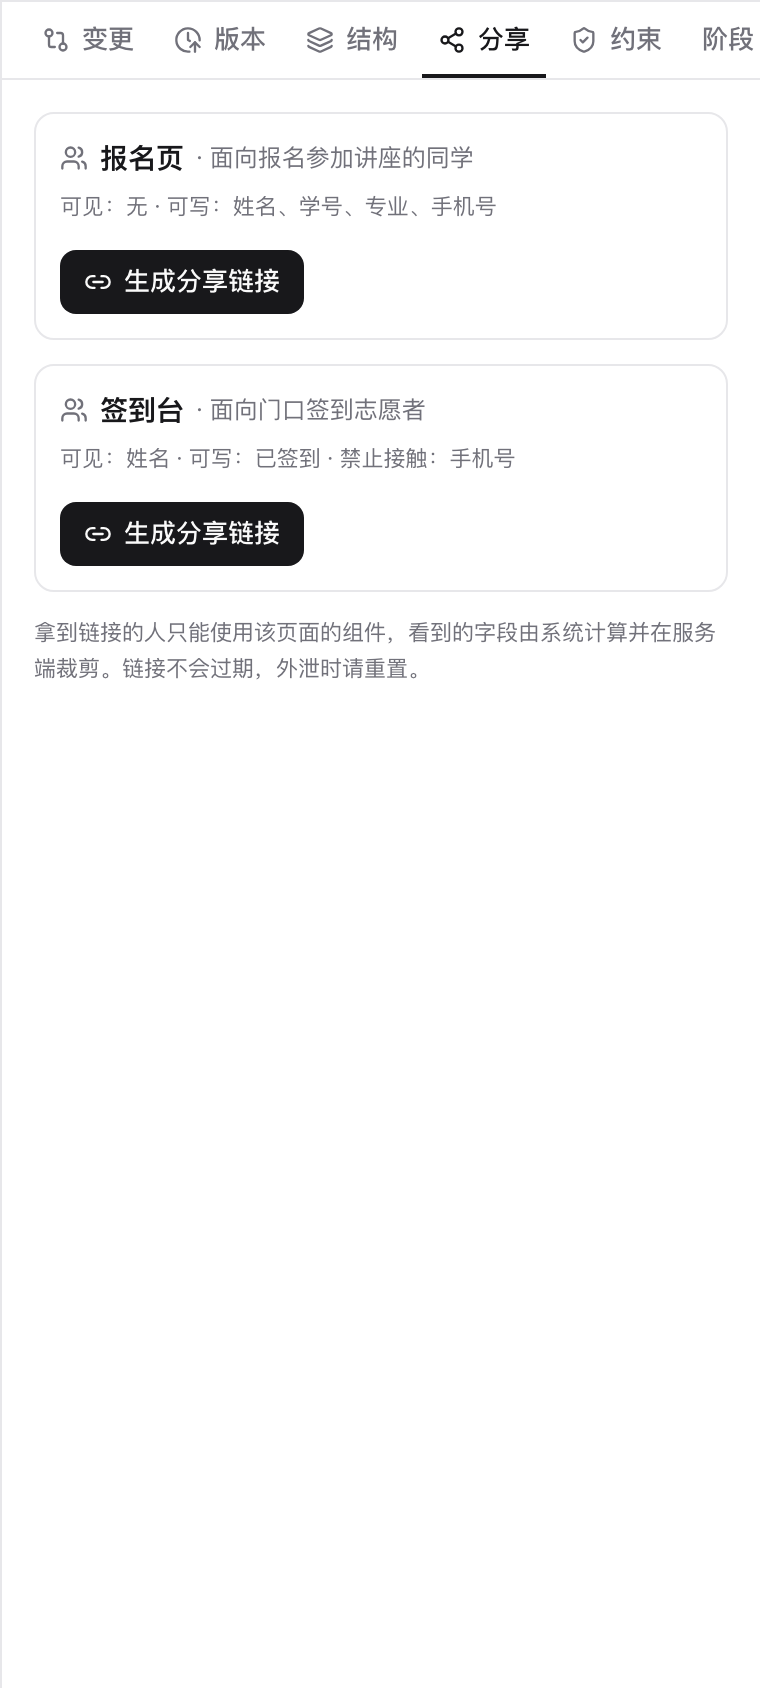 变更 版本 结构 分享 约束 阶段
报名页 · 面向报名参加讲座的同学
可见：无 · 可写：姓名、学号、专业、手机号
生成分享链接
签到台 · 面向门口签到志愿者
可见：姓名 · 可写：已签到 · 禁止接触：手机号
生成分享链接
拿到链接的人只能使用该页面的组件，看到的字段由系统计算并在服务
端裁剪。链接不会过期，外泄时请重置。